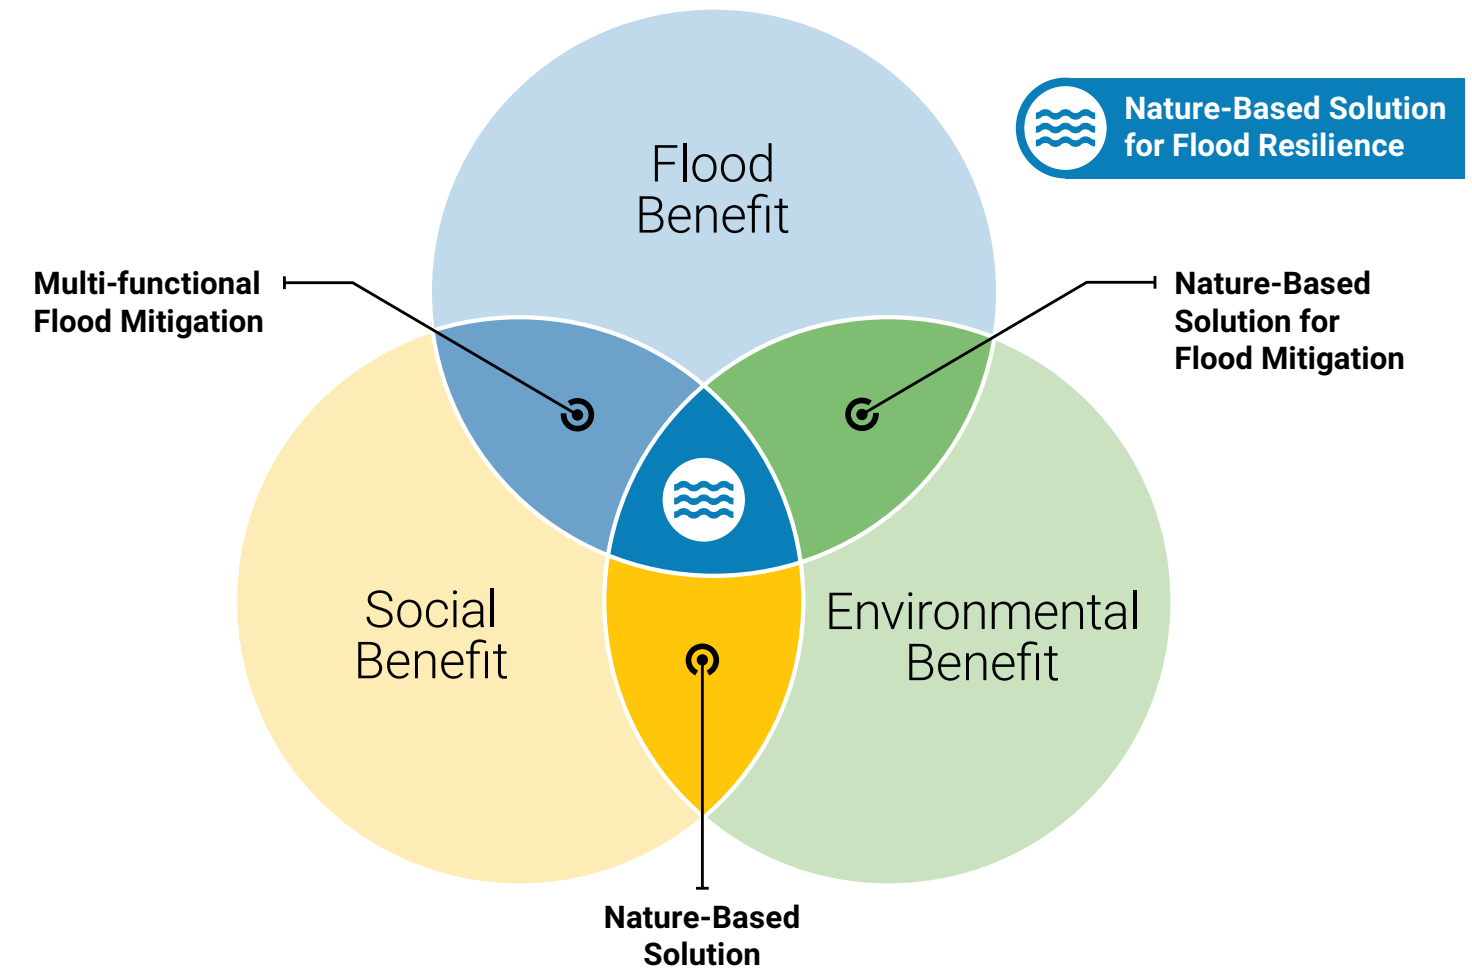 Nature-Based Solution
for Flood Resilience
Flood
Benefit
Multi-functional
Flood Mitigation
Nature-Based
Solution for
Flood Mitigation
Social
Benefit
Environmental
Benefit
Nature-Based
Solution